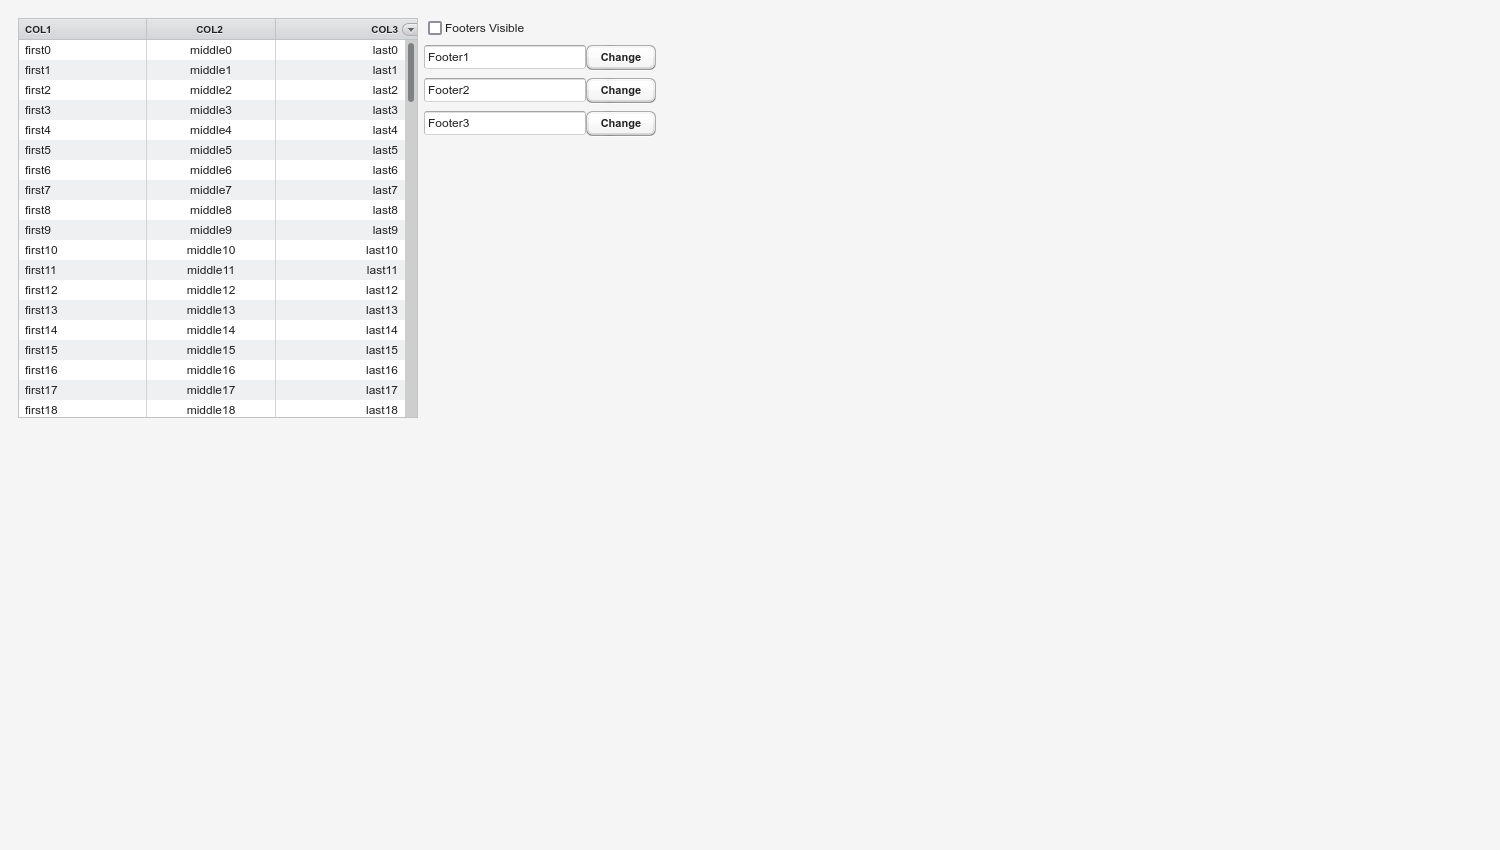 COL1 COL2 COL3
first0 middle0 last0
first1 middle1 last1
first2 middle2 last2
first3 middle3 last3
first4 middle4 last4
first5 middle5 last5
first6 middle6 last6
first7 middle7 last7
first8 middle8 last8
first9 middle9 last9
first10 middle10 last10
first11 middle11 last11
first12 middle12 last12
first13 middle13 last13
first14 middle14 last14
first15 middle15 last15
first16 middle16 last16
first17 middle17 last17
first18 middle18 last18
Footers Visible
Footer1 Change
Footer2 Change
Footer3 Change